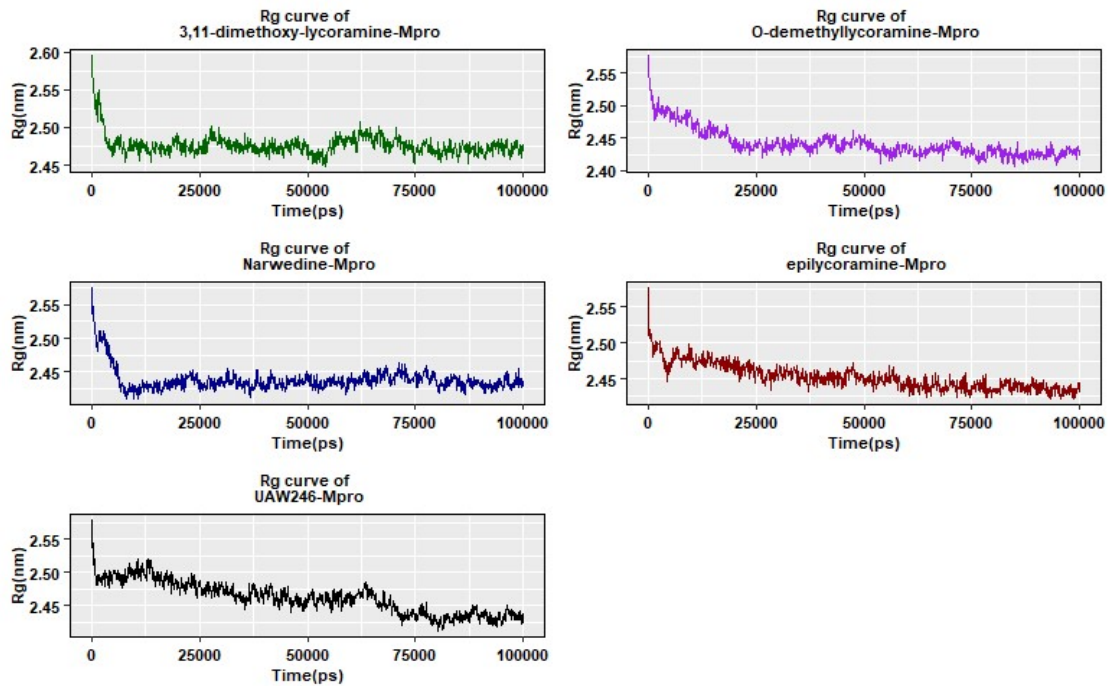 Rg curve of
3,11-dimethoxy-lycoramine-Mpro
Rg(nm)
2.60
2.55
2.50
2.45
0 25000 50000 75000 100000
Time(ps)
Rg curve of
O-demethyllycoramine-Mpro
Rg(nm)
2.55
2.50
2.45
2.40
0 25000 50000 75000 100000
Time(ps)
Rg curve of
Narwedine-Mpro
Rg(nm)
2.55
2.50
2.45
0 25000 50000 75000 100000
Time(ps)
Rg curve of
epilycoramine-Mpro
Rg(nm)
2.55
2.50
2.45
0 25000 50000 75000 100000
Time(ps)
Rg curve of
UAW246-Mpro
Rg(nm)
2.55
2.50
2.45
0 25000 50000 75000 100000
Time(ps)